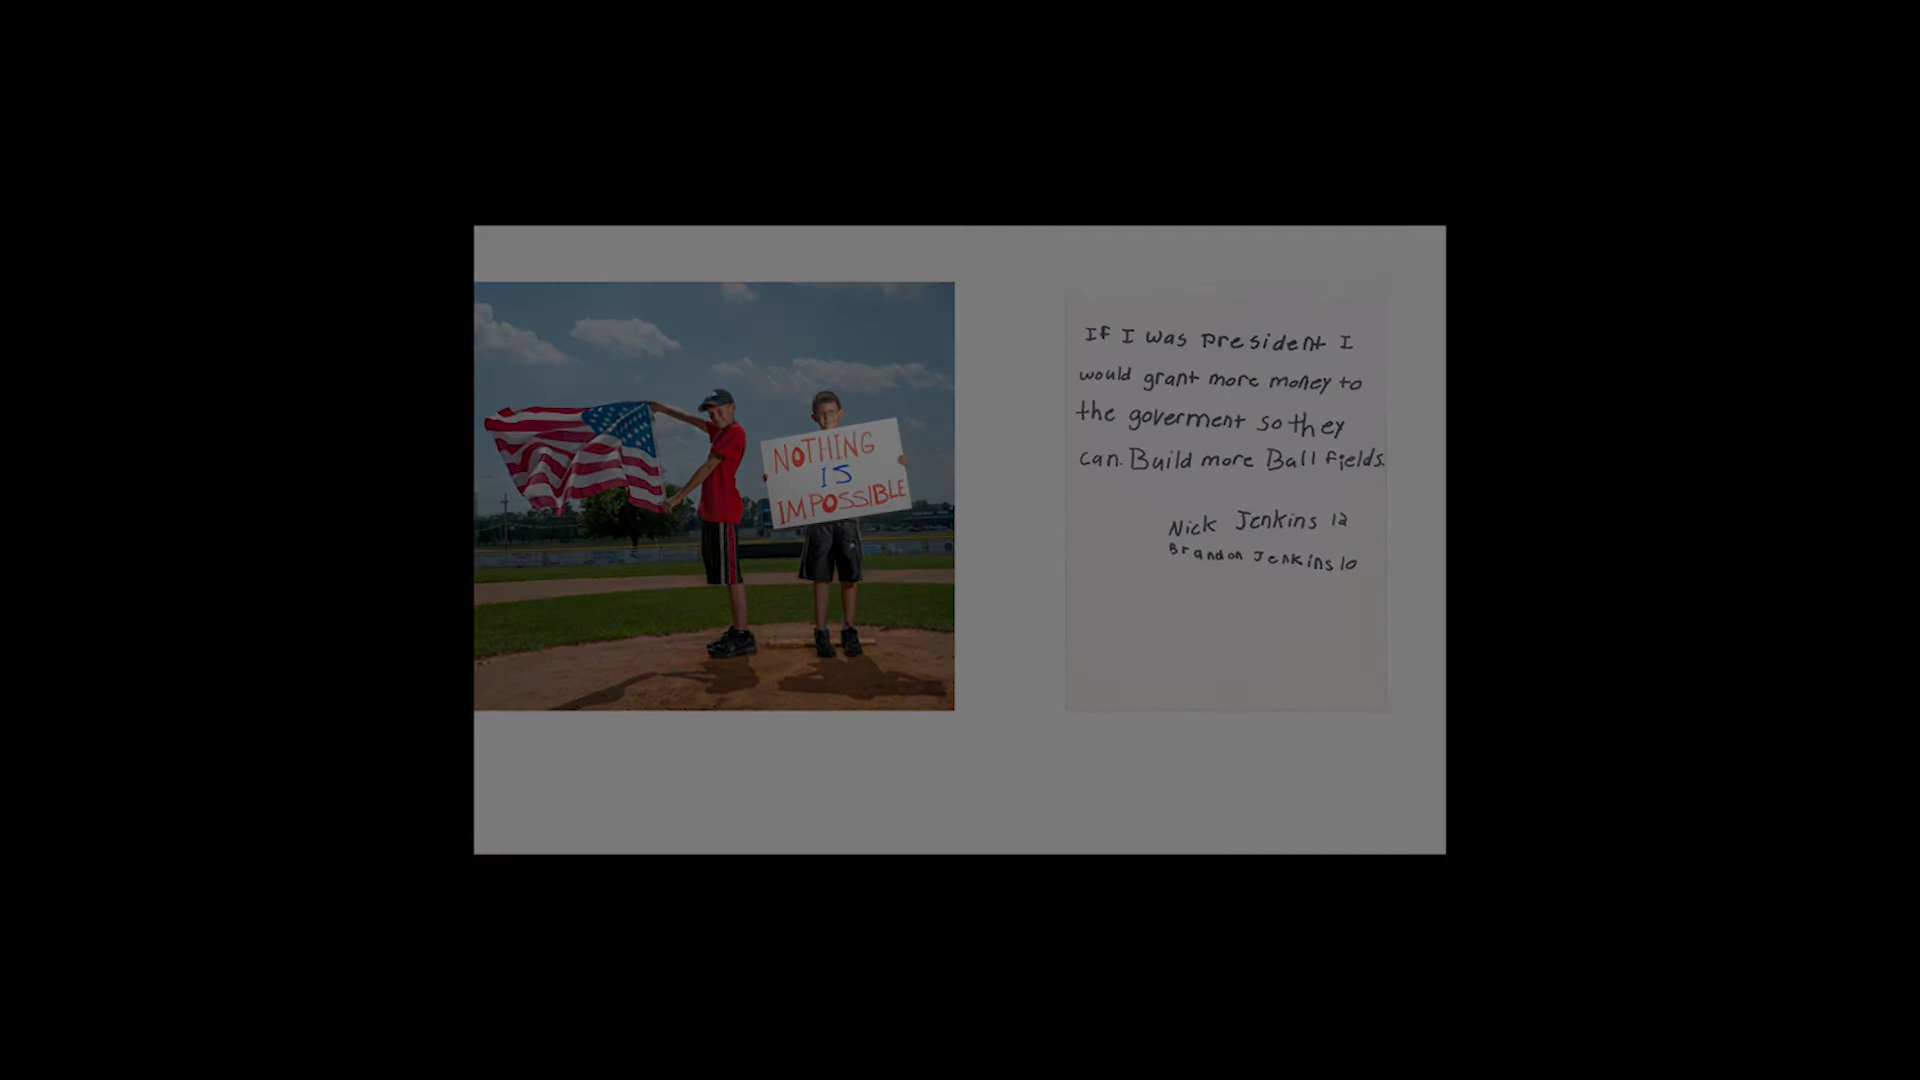 NOTHING
IS
IMPOSSIBLE
If I was president I
would grant more money to
the goverment so they
can. Build more Ball fields.
Nick Jenkins 12
Brandon Jenkins 10